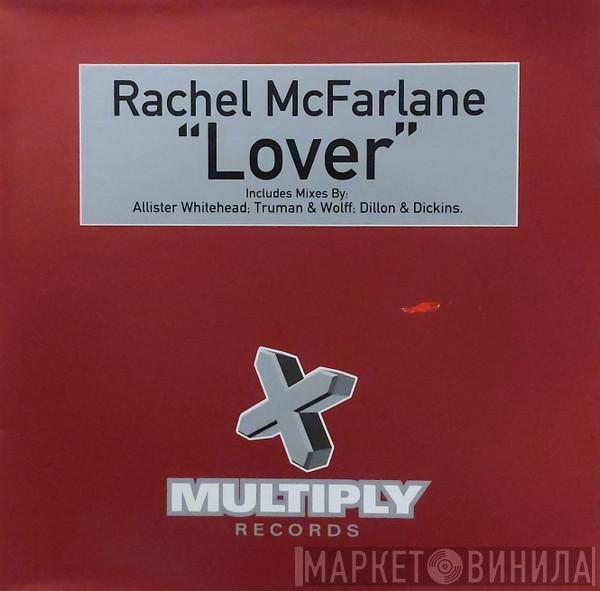 Rachel McFarlane
“Lover”
Includes Mixes By:
Allister Whitehead; Truman & Wolff; Dillon & Dickins.
MULTIPLY
RECORDS
МАРКЕТ ВИНИЛА